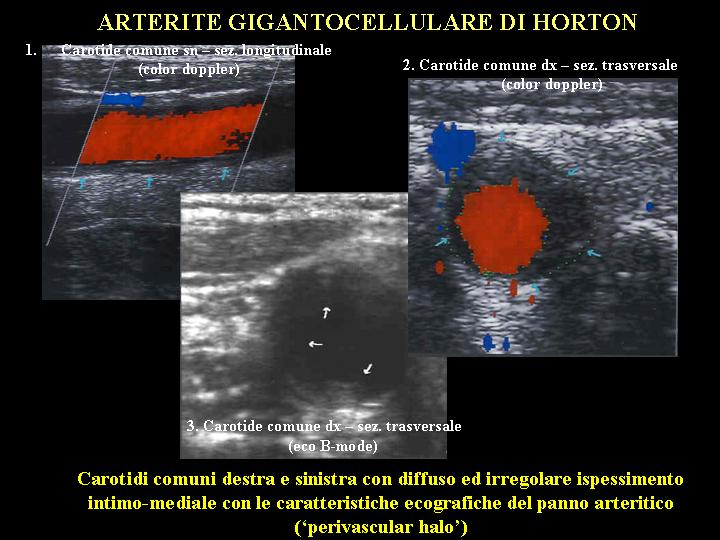 ARTERITE GIGANTOCELLULARE DI HORTON
1. Carotide comune sn – sez. longitudinale
(color doppler)
2. Carotide comune dx – sez. trasversale
(color doppler)
3. Carotide comune dx – sez. trasversale
(eco B-mode)
Carotidi comuni destra e sinistra con diffuso ed irregolare ispessimento
intimo-mediale con le caratteristiche ecografiche del panno arteritico
(‘perivascular halo’)